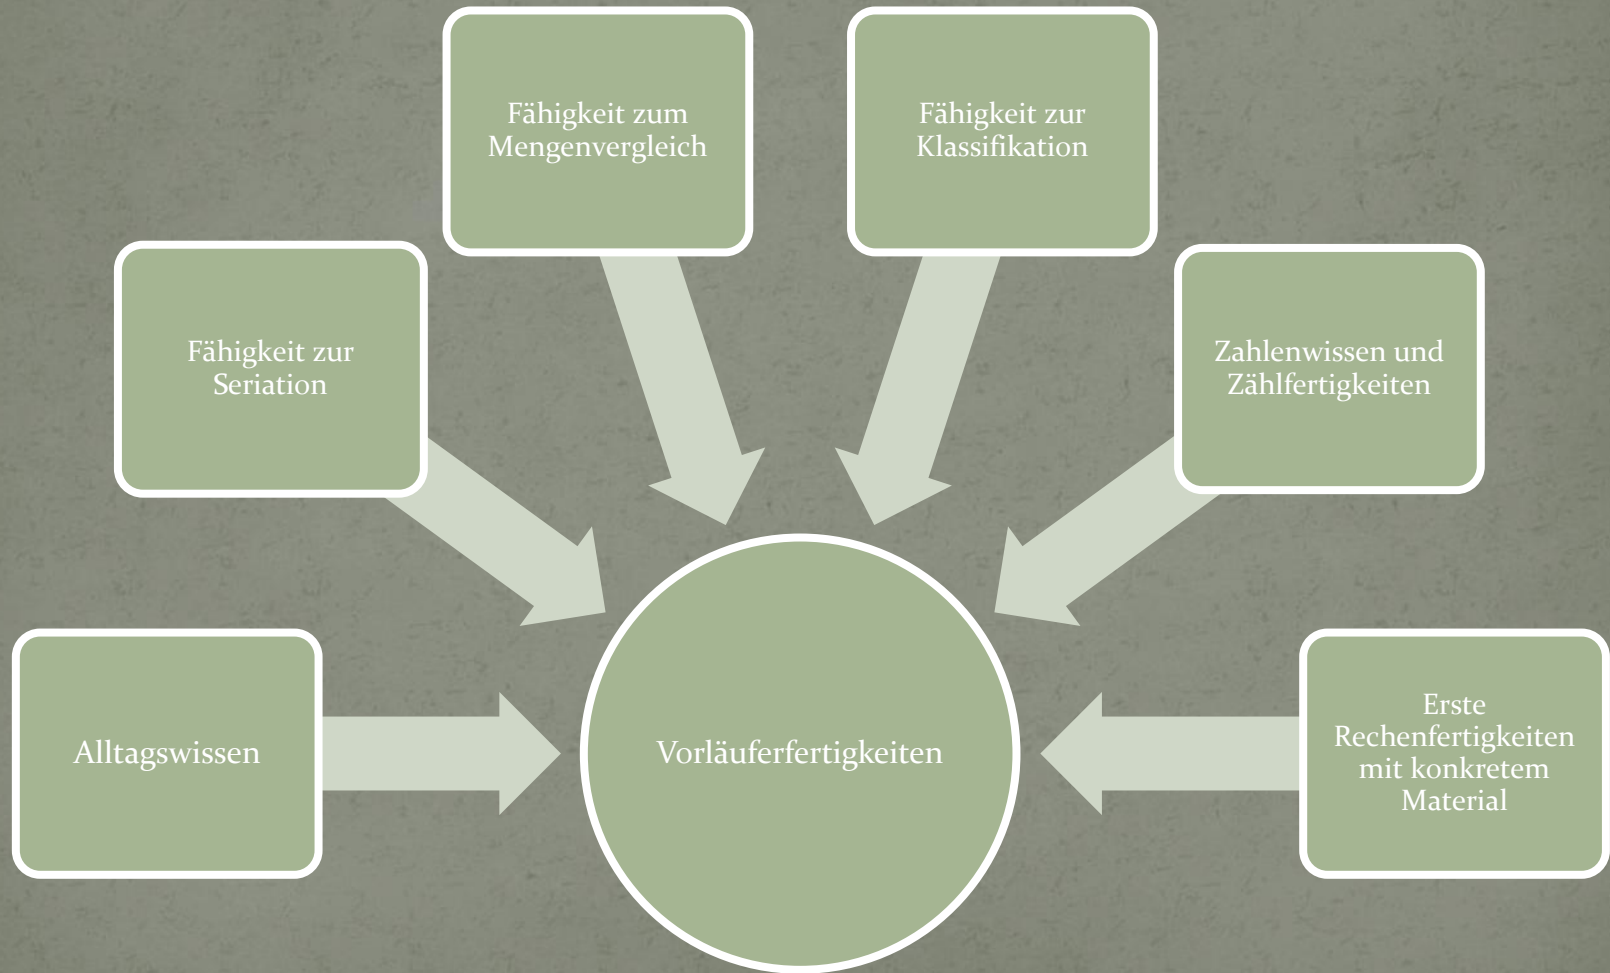 Fähigkeit zum
Mengenvergleich
Fähigkeit zur
Klassifikation
Fähigkeit zur
Seriation
Zahlenwissen und
Zählfertigkeiten
Alltagswissen
Vorläuferfertigkeiten
Erste
Rechenfertigkeiten
mit konkretem
Material